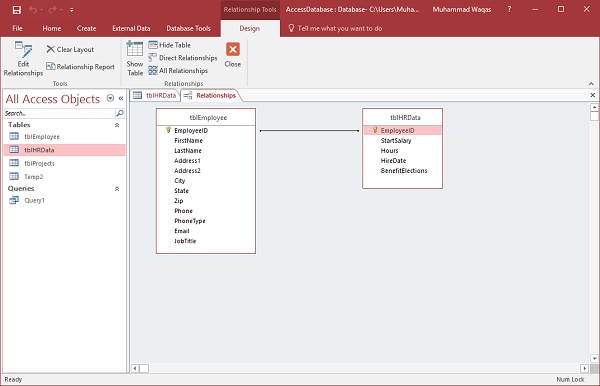 Relationship Tools
AccessDatabase : Database- C:\Users\Muha...
Muhammad Waqas
?
File Home Create External Data Database Tools Design Tell me what you want to do
Edit Relationships
Clear Layout
Relationship Report
Tools
Show Table
Hide Table
Direct Relationships
All Relationships
Relationships
Close
All Access Objects
Search...
Tables
tblEmployee
tblHRData
tblProjects
Temp2
Queries
Query1
tblHRData
Relationships
tblEmployee
EmployeeID
FirstName
LastName
Address1
Address2
City
State
Zip
Phone
PhoneType
Email
JobTitle
tblHRData
EmployeeID
StartSalary
Hours
HireDate
BenefitElections
Ready
Num Lock